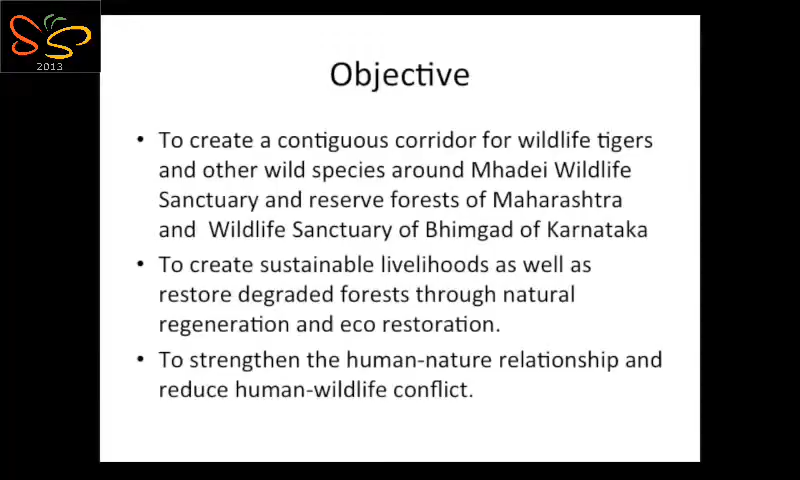 2013
Objective
• To create a contiguous corridor for wildlife tigers
and other wild species around Mhadei Wildlife
Sanctuary and reserve forests of Maharashtra
and  Wildlife Sanctuary of Bhimgad of Karnataka
• To create sustainable livelihoods as well as
restore degraded forests through natural
regeneration and eco restoration.
• To strengthen the human-nature relationship and
reduce human-wildlife conflict.